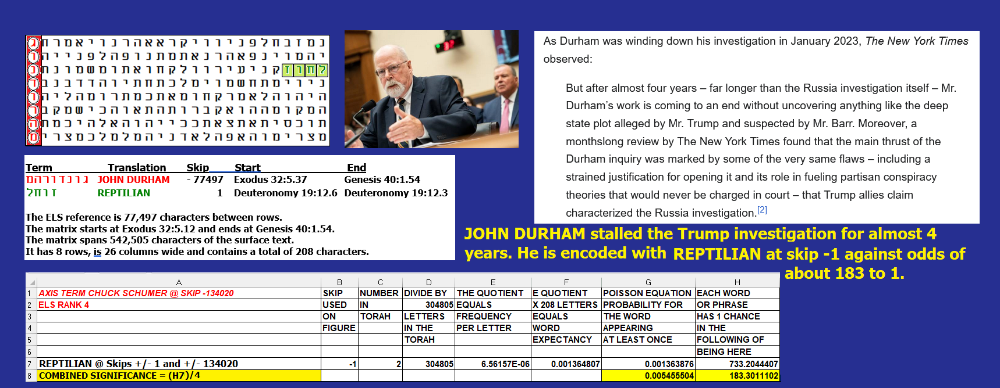 נמזבחלפניוויקראאהרנויאמרחג
יהמוינפאהרנאתמתנופהלפנייהו
לחוזקניעירוולקחואתומשמונתנ
ניוימתחשמוימלכתחתיוהדדבנבד
היהוהלאמרקחומאתכמתרומהליהו
המקומההואקברותהתאוהכישמקבר
תוכסיתאתצאתככייהוהאלהיכמתה
מצרימוהאפהלאדניהמלמלכמצרימ
Term Translation Skip Start End
גונדורהמ JOHN DURHAM - 77497 Exodus 32:5.37 Genesis 40:1.54
זוחל REPTILIAN 1 Deuteronomy 19:12.6 Deuteronomy 19:12.3
The ELS reference is 77,497 characters between rows.
The matrix starts at Exodus 32:5.12 and ends at Genesis 40:1.54.
The matrix spans 542,505 characters of the surface text.
It has 8 rows, is 26 columns wide and contains a total of 208 characters.
As Durham was winding down his investigation in January 2023, The New York Times
observed:
But after almost four years – far longer than the Russia investigation itself – Mr.
Durham’s work is coming to an end without uncovering anything like the deep
state plot alleged by Mr. Trump and suspected by Mr. Barr. Moreover, a
monthslong review by The New York Times found that the main thrust of the
Durham inquiry was marked by some of the very same flaws – including a
strained justification for opening it and its role in fueling partisan conspiracy
theories that would never be charged in court – that Trump allies claim
characterized the Russia investigation.[2]
JOHN DURHAM stalled the Trump investigation for almost 4
years. He is encoded with REPTILIAN at skip -1 against odds of
about 183 to 1.
A B C D E F G H
1 AXIS TERM CHUCK SCHUMER @ SKIP -134020 SKIP NUMBER DIVIDE BY THE QUOTIENT E QUOTIENT POISSON EQUATION EACH WORD
2 ELS RANK 4 USED IN 304805 EQUALS X 208 LETTERS PROBABILITY FOR OR PHRASE
3 ON TORAH LETTERS FREQUENCY EQUALS THE WORD HAS 1 CHANCE
4 FIGURE IN THE PER LETTER WORD APPEARING IN THE
5 TORAH EXPECTANCY AT LEAST ONCE FOLLOWING OF
6 BEING HERE
7 REPTILIAN @ Skips +/- 1 and +/- 134020 -1 2 304805 6.56157E-06 0.001364807 0.001363876 733.2044407
8 COMBINED SIGNIFICANCE = (H7)/4 0.005455504 183.3011102